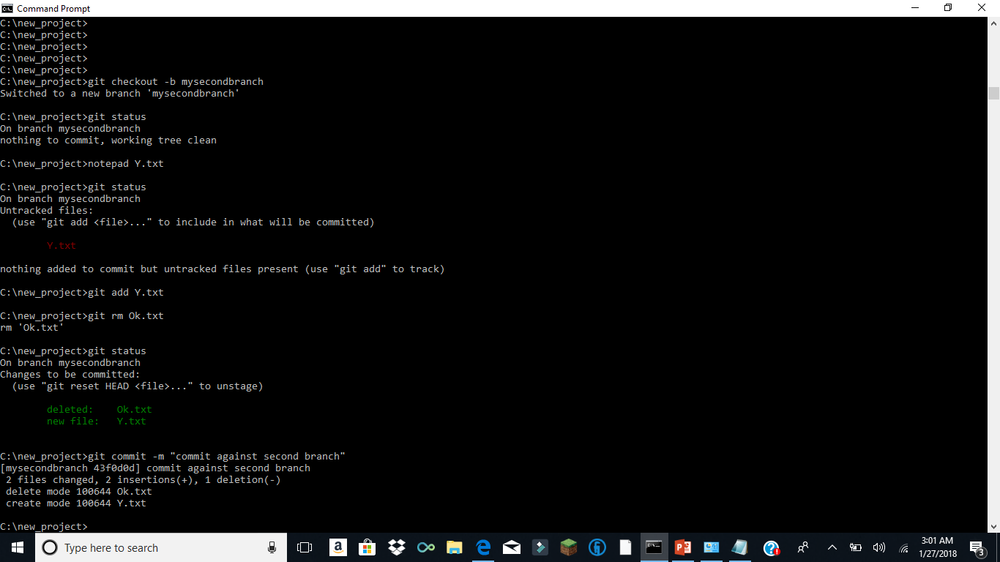 Command Prompt
C:\new_project>
C:\new_project>
C:\new_project>
C:\new_project>
C:\new_project>
C:\new_project>git checkout -b mysecondbranch
Switched to a new branch 'mysecondbranch'
C:\new_project>git status
On branch mysecondbranch
nothing to commit, working tree clean
C:\new_project>notepad Y.txt
C:\new_project>git status
On branch mysecondbranch
Untracked files:
  (use "git add <file>..." to include in what will be committed)
        Y.txt
nothing added to commit but untracked files present (use "git add" to track)
C:\new_project>git add Y.txt
C:\new_project>git rm Ok.txt
rm 'Ok.txt'
C:\new_project>git status
On branch mysecondbranch
Changes to be committed:
  (use "git reset HEAD <file>..." to unstage)
        deleted:    Ok.txt
        new file:   Y.txt
C:\new_project>git commit -m "commit against second branch"
[mysecondbranch 43f0d0d] commit against second branch
 2 files changed, 2 insertions(+), 1 deletion(-)
 delete mode 100644 Ok.txt
 create mode 100644 Y.txt
C:\new_project>
Type here to search
3:01 AM
1/27/2018
3